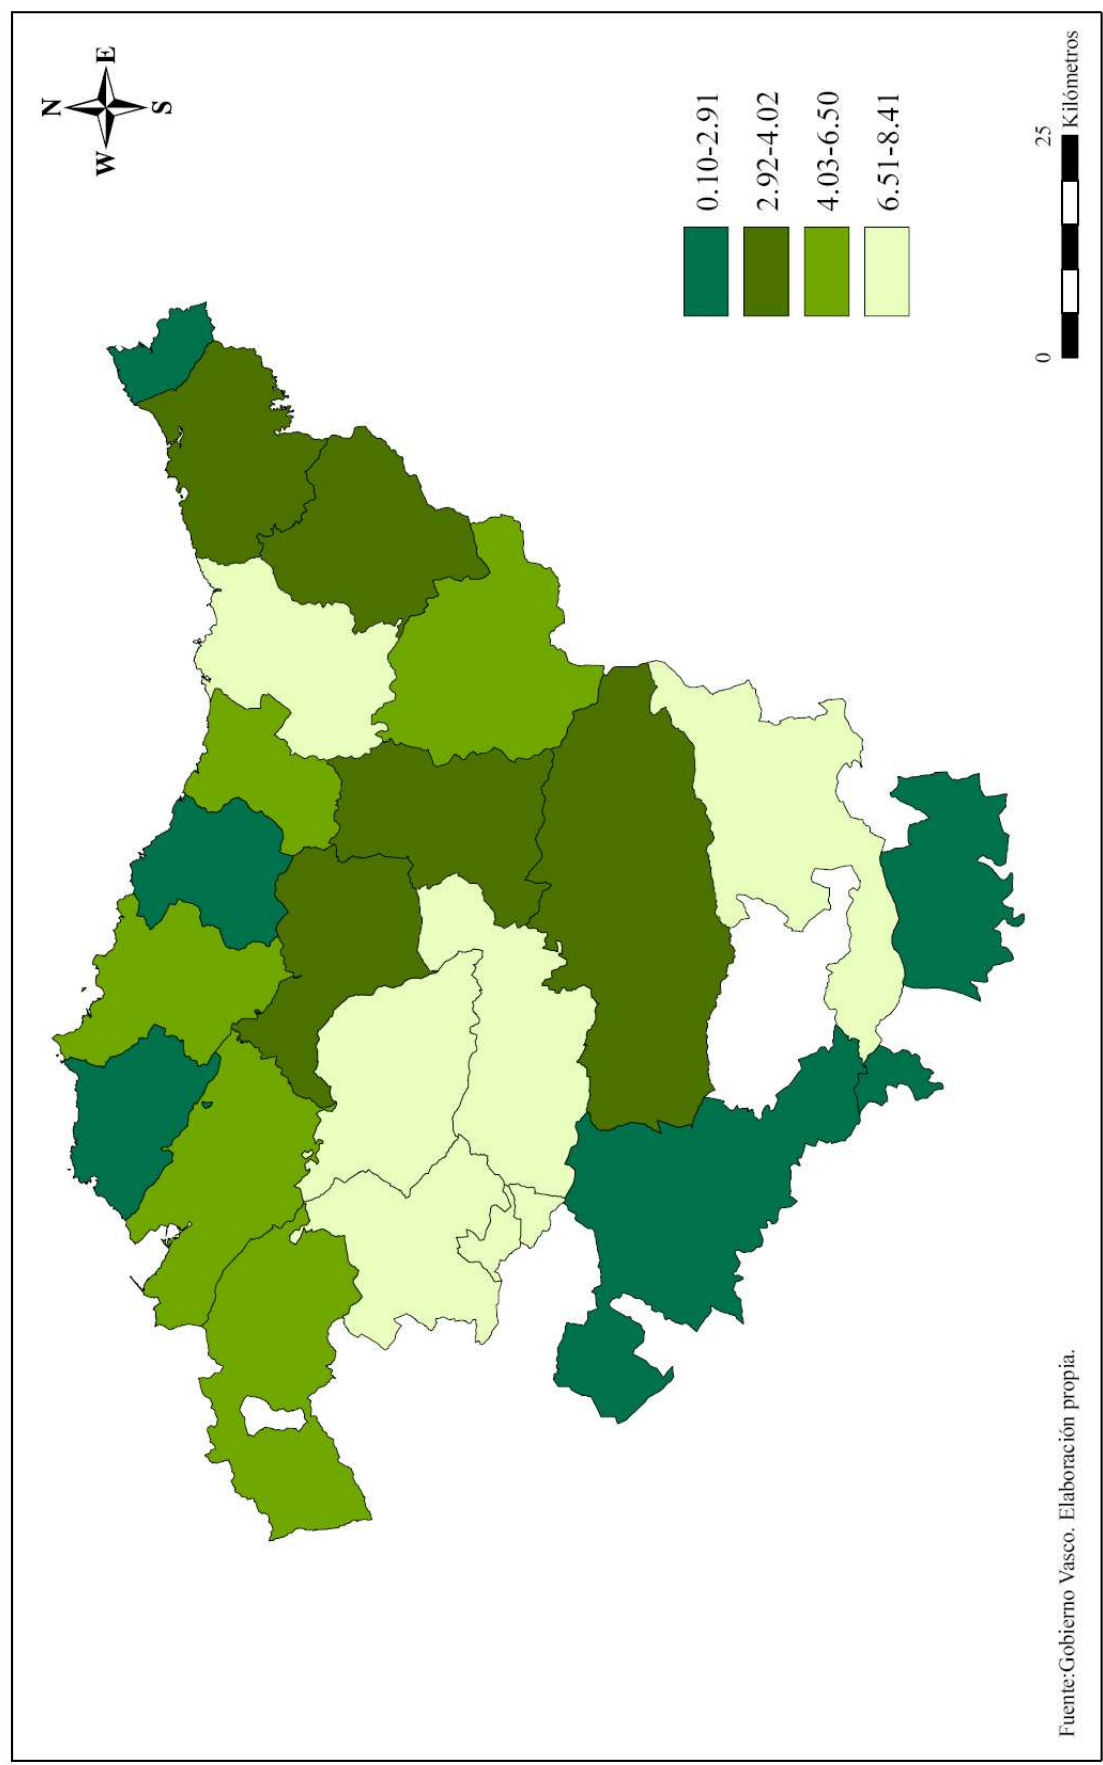 N
W
E
S
0.10-2.91
2.92-4.02
4.03-6.50
6.51-8.41
0
25
Kilómetros
Fuente:Gobierno Vasco. Elaboración propia.